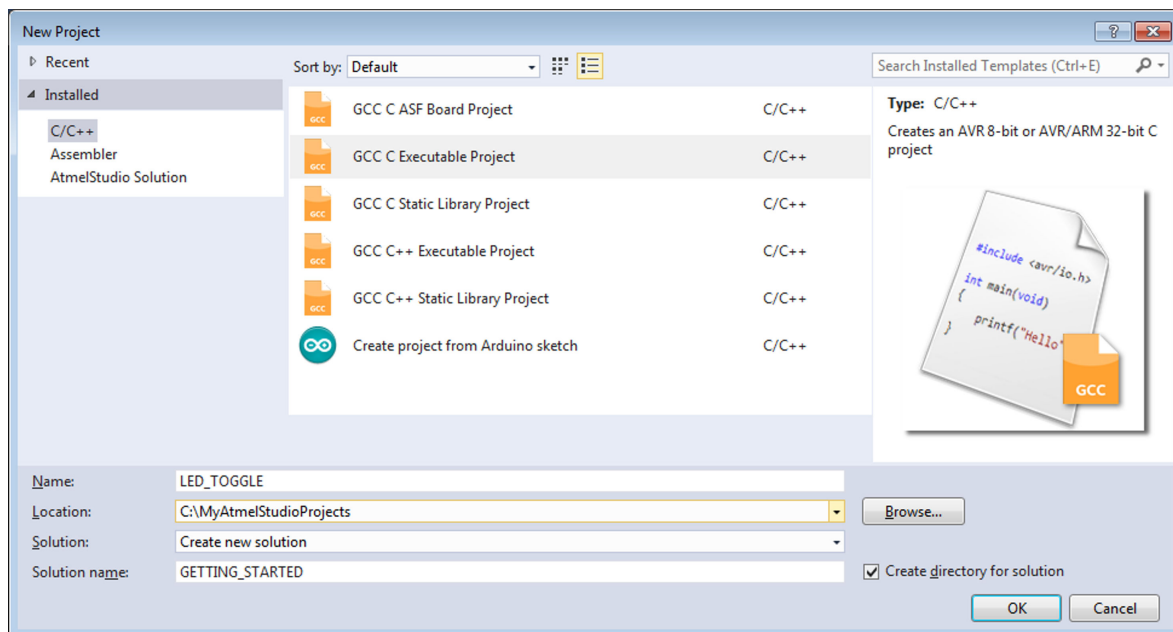 New Project
Recent
Installed
C/C++
Assembler
AtmelStudio Solution
Sort by: Default
GCC C ASF Board Project C/C++
GCC C Executable Project C/C++
GCC C Static Library Project C/C++
GCC C++ Executable Project C/C++
GCC C++ Static Library Project C/C++
Create project from Arduino sketch C/C++
Search Installed Templates (Ctrl+E)
Type: C/C++
Creates an AVR 8-bit or AVR/ARM 32-bit C
project
#include <avr/io.h>
int main(void)
{
printf("Hello"
}
GCC
Name: LED_TOGGLE
Location: C:\MyAtmelStudioProjects
Browse...
Solution: Create new solution
Solution name: GETTING_STARTED
Create directory for solution
OK Cancel